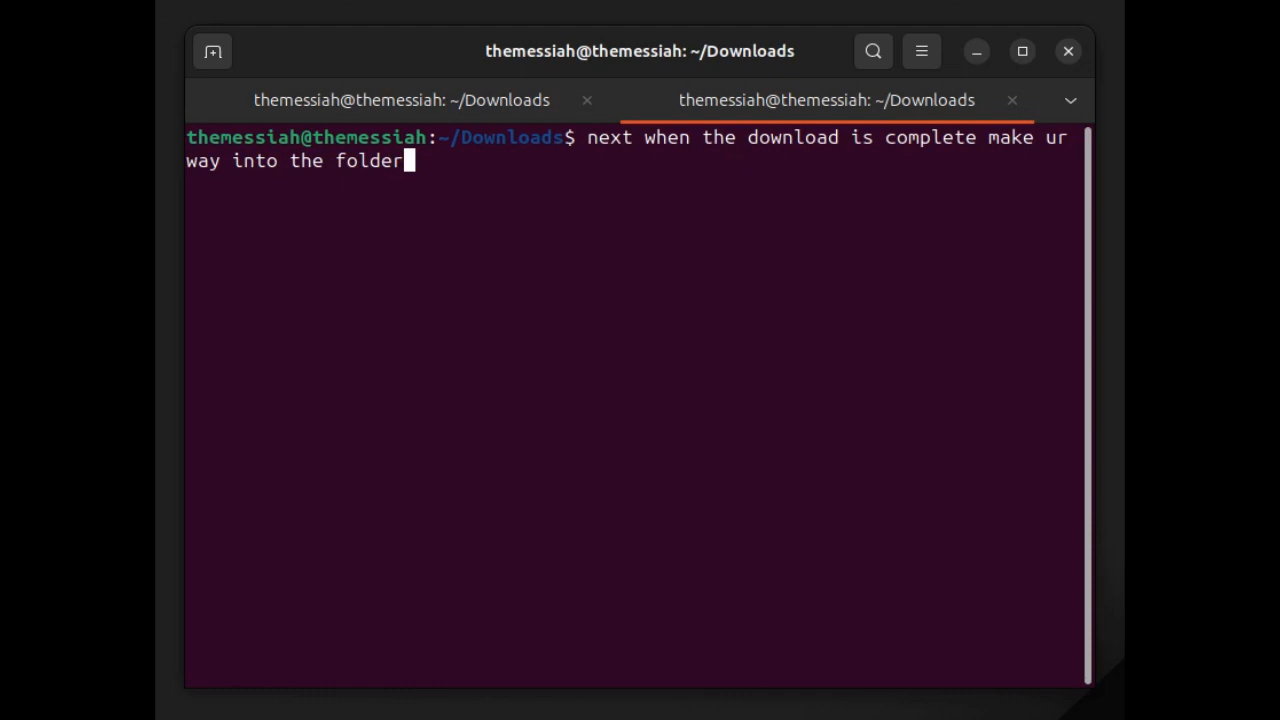 themessiah@themessiah: ~/Downloads
themessiah@themessiah: ~/Downloads
themessiah@themessiah: ~/Downloads
themessiah@themessiah:~/Downloads$ next when the download is complete make ur
way into the folder